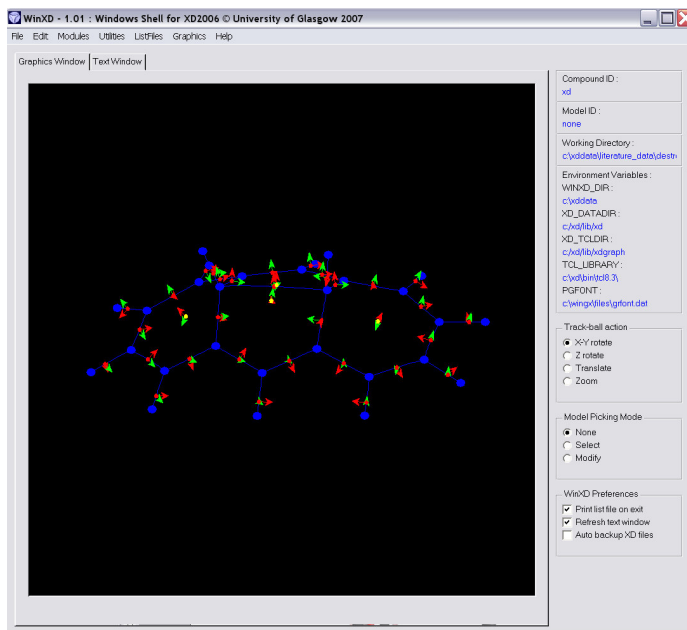 WinXD - 1.01 : Windows Shell for XD2006 © University of Glasgow 2007
File Edit Modules Utilities ListFiles Graphics Help
Graphics Window Text Window
Compound ID :
xd
Model ID :
none
Working Directory :
c:\xddata\literature_data\destr
Environment Variables :
WINXD_DIR :
c:\xddata
XD_DATADIR :
c:/xd/lib/xd
XD_TCLDIR :
c:/xd/lib/xdgraph
TCL_LIBRARY :
c:\xd\bin\tcl8.3\
PGFONT :
c:\wingx\files\grfont.dat
Track-ball action
X-Y rotate
Z rotate
Translate
Zoom
Model Picking Mode
None
Select
Modify
WinXD Preferences
Print list file on exit
Refresh text window
Auto backup XD files